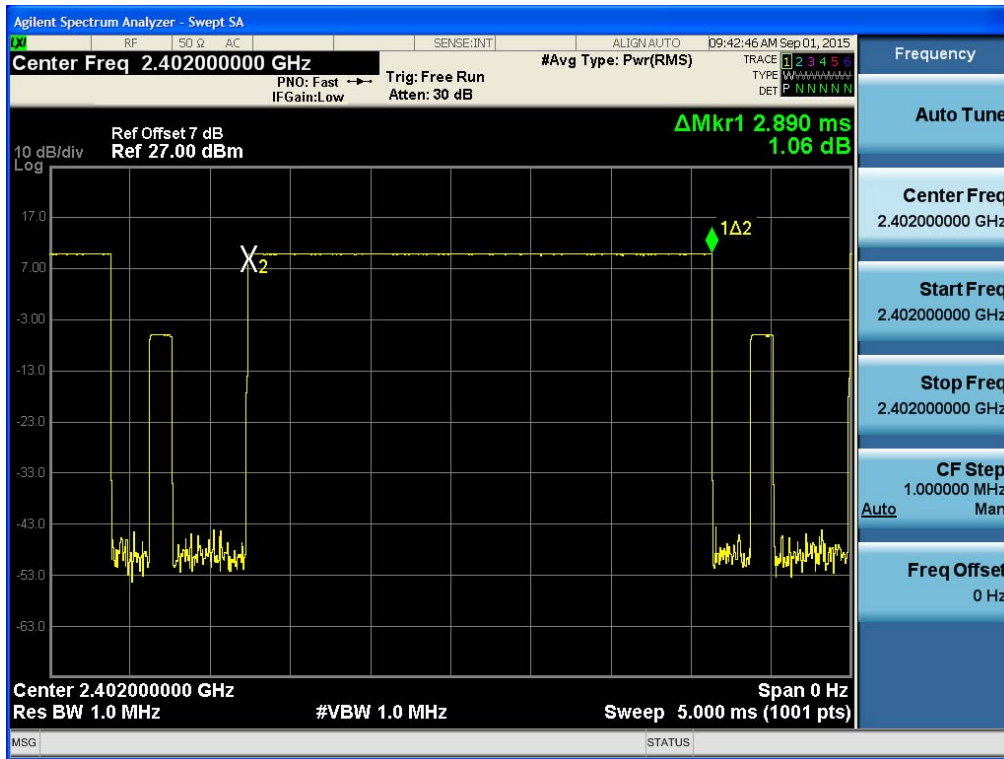 Agilent Spectrum Analyzer - Swept SA
LXI RF 50 Ω AC SENSE:INT ALIGN AUTO 09:42:46 AM Sep 01, 2015
Center Freq 2.402000000 GHz
PNO: Fast
IFGain:Low
Trig: Free Run
Atten: 30 dB
#Avg Type: Pwr(RMS)
TRACE 1 2 3 4 5 6
TYPE W
DET P N N N N N
Ref Offset 7 dB
Ref 27.00 dBm
10 dB/div
Log
ΔMkr1 2.890 ms
1.06 dB
17.0
7.00
-3.00
-13.0
-23.0
-33.0
-43.0
-53.0
-63.0
X2
1Δ2
Center 2.402000000 GHz
Res BW 1.0 MHz
#VBW 1.0 MHz
Span 0 Hz
Sweep 5.000 ms (1001 pts)
MSG
STATUS
Frequency
Auto Tune
Center Freq
2.402000000 GHz
Start Freq
2.402000000 GHz
Stop Freq
2.402000000 GHz
CF Step
1.000000 MHz
Auto Man
Freq Offset
0 Hz